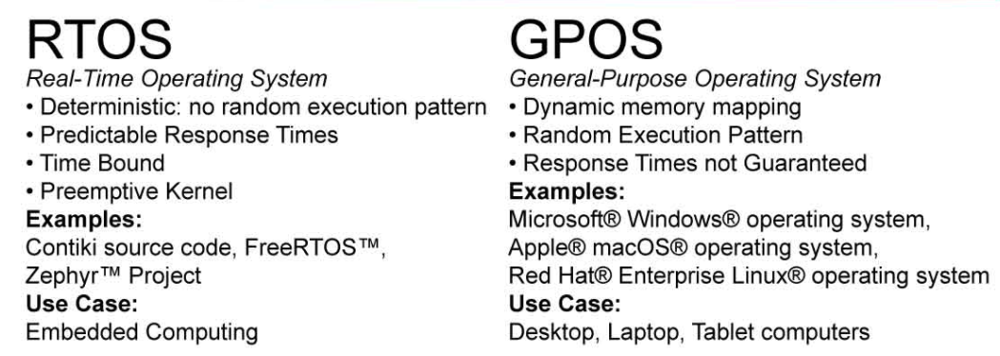 RTOS
Real-Time Operating System
• Deterministic: no random execution pattern
• Predictable Response Times
• Time Bound
• Preemptive Kernel
Examples:
Contiki source code, FreeRTOS™,
Zephyr™ Project
Use Case:
Embedded Computing
GPOS
General-Purpose Operating System
• Dynamic memory mapping
• Random Execution Pattern
• Response Times not Guaranteed
Examples:
Microsoft® Windows® operating system,
Apple® macOS® operating system,
Red Hat® Enterprise Linux® operating system
Use Case:
Desktop, Laptop, Tablet computers